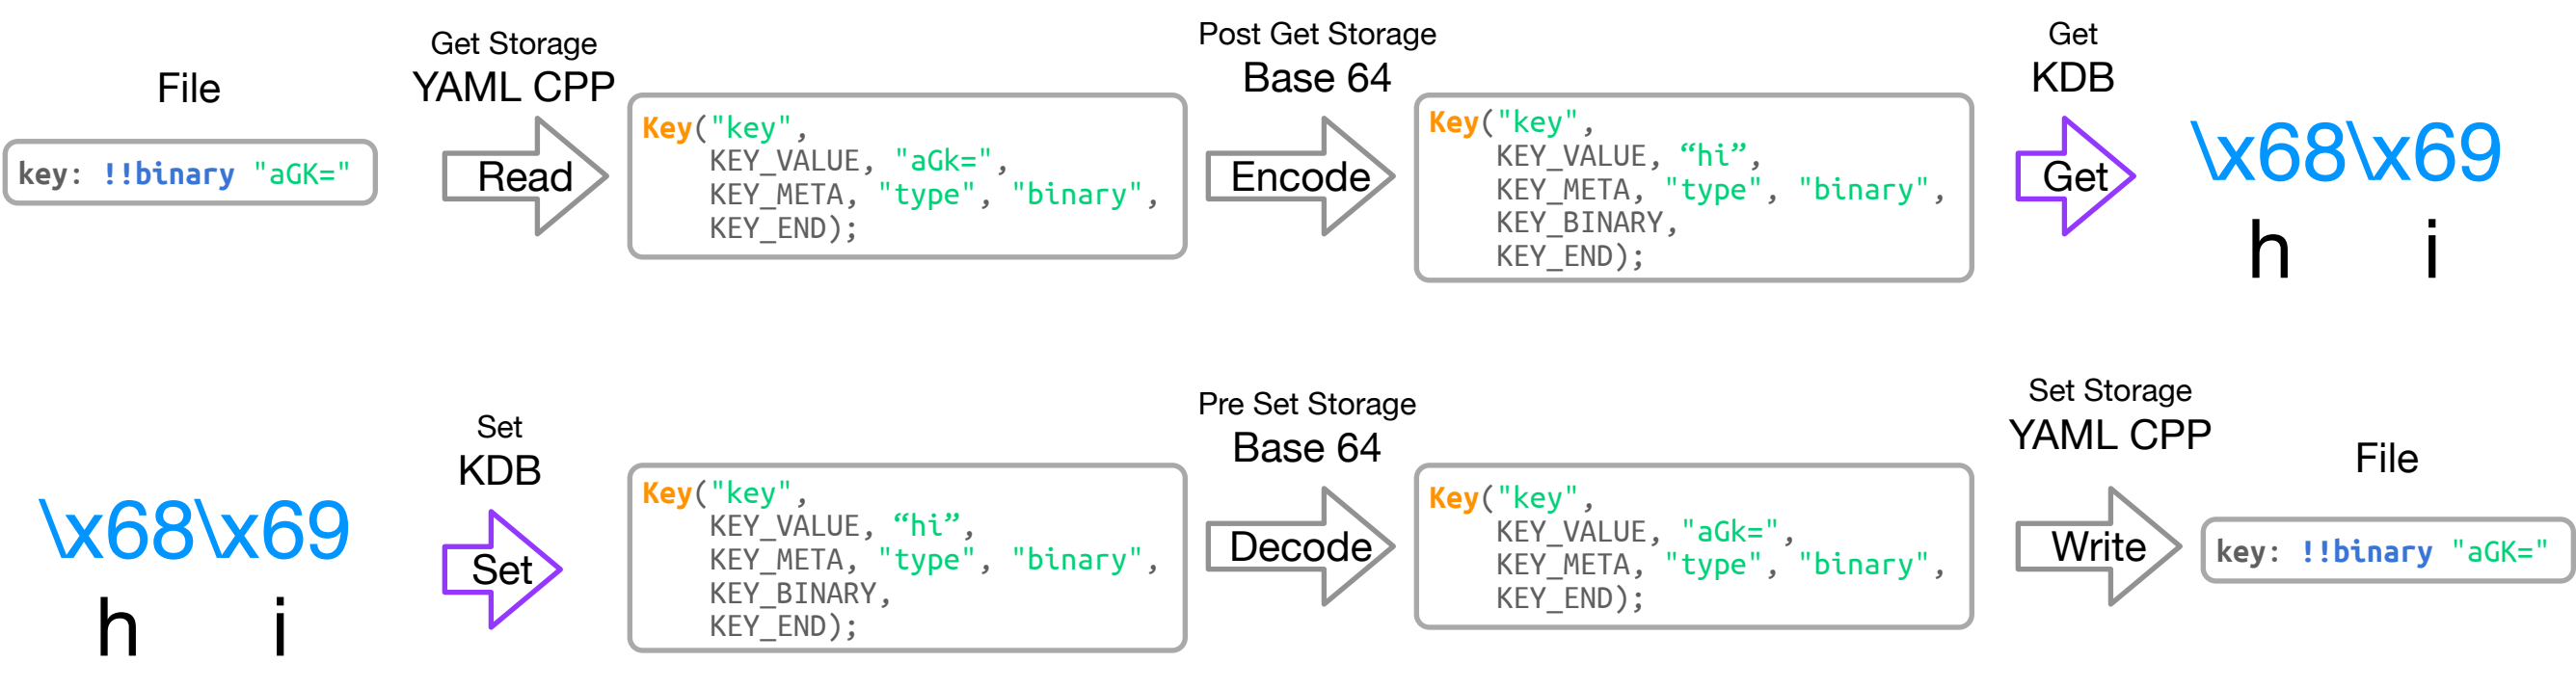 File
key: !!binary "aGK="
Get Storage
YAML CPP
Read
Key("key",
KEY_VALUE, "aGk=",
KEY_META, "type", "binary",
KEY_END);
Post Get Storage
Base 64
Encode
Key("key",
KEY_VALUE, “hi”,
KEY_META, "type", "binary",
KEY_BINARY,
KEY_END);
Get
KDB
Get
\x68\x69
h i
\x68\x69
h i
Set
KDB
Set
Key("key",
KEY_VALUE, “hi”,
KEY_META, "type", "binary",
KEY_BINARY,
KEY_END);
Pre Set Storage
Base 64
Decode
Key("key",
KEY_VALUE, "aGk=",
KEY_META, "type", "binary",
KEY_END);
Set Storage
YAML CPP
Write
File
key: !!binary "aGK="